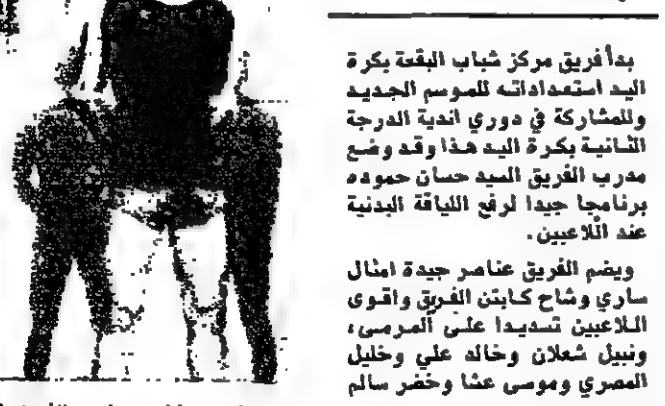 بدأ فريق مركز شباب البقعة بكرة
اليد استعداداته للموسم الجديد
وللمشاركة في دوري اندية الدرجة
الثانية بكرة اليد هذا وقد وضع
مدرب الفريق السيد حسان حموده
برنامجا جيدا لرفع اللياقة البدنية
عند اللاعبين .
ويضم الفريق عناصر جيدة امثال
ساري وشاح كابتن الفريق واقوى
اللاعبين تسديدا على المرمى،
ونبيل شعلان وخالد علي وخليل
المصري وموسى عشا وخضر سالم